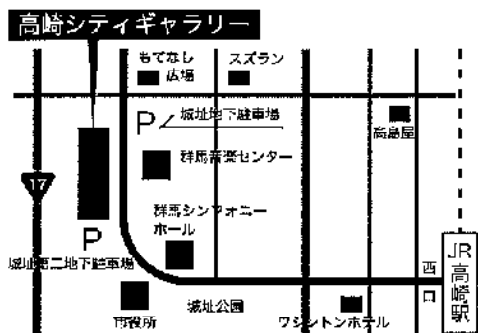 高崎シティギャラリー
もてなし
広場
スズラン
P
城址地下駐車場
高島屋
群馬音楽センター
17
群馬シンフォニー
ホール
P
城址第二地下駐車場
JR
高崎駅
西
口
城址公園
市役所
ワシントンホテル